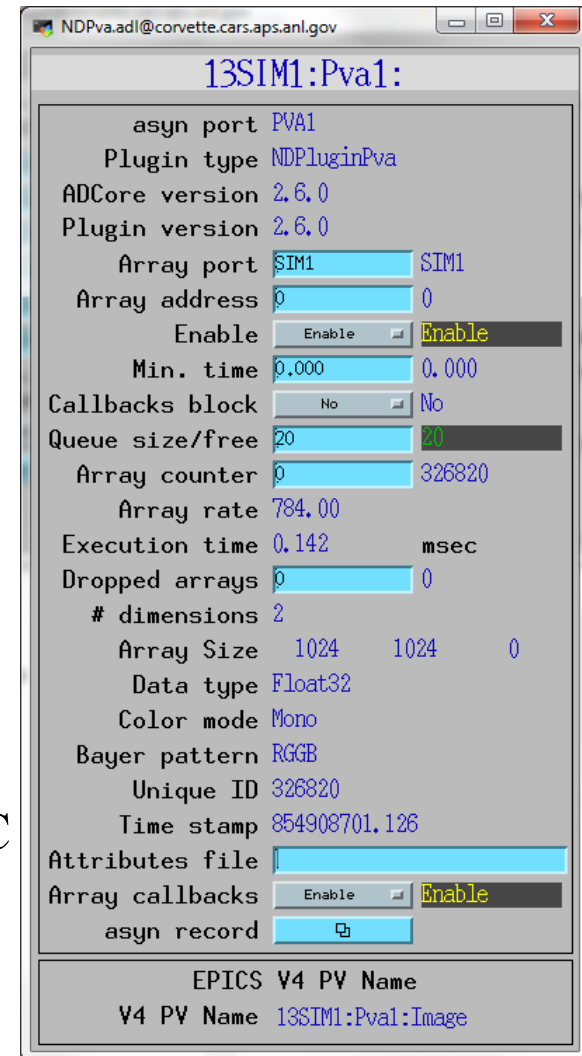 NDPva.adl@corvette.cars.aps.anl.gov
13SIM1:Pva1:
asyn port PVA1
Plugin type NDPluginPva
ADCore version 2.6.0
Plugin version 2.6.0
Array port SIM1 SIM1
Array address 0 0
Enable Enable Enable
Min. time 0.000 0.000
Callbacks block No No
Queue size/free 20 20
Array counter 0 326820
Array rate 784.00
Execution time 0.142 msec
Dropped arrays 0 0
# dimensions 2
Array Size 1024 1024 0
Data type Float32
Color mode Mono
Bayer pattern RGGB
Unique ID 326820
C
Time stamp 854908701.126
Attributes file
Array callbacks Enable Enable
asyn record
EPICS V4 PV Name
V4 PV Name 13SIM1:Pva1:Image